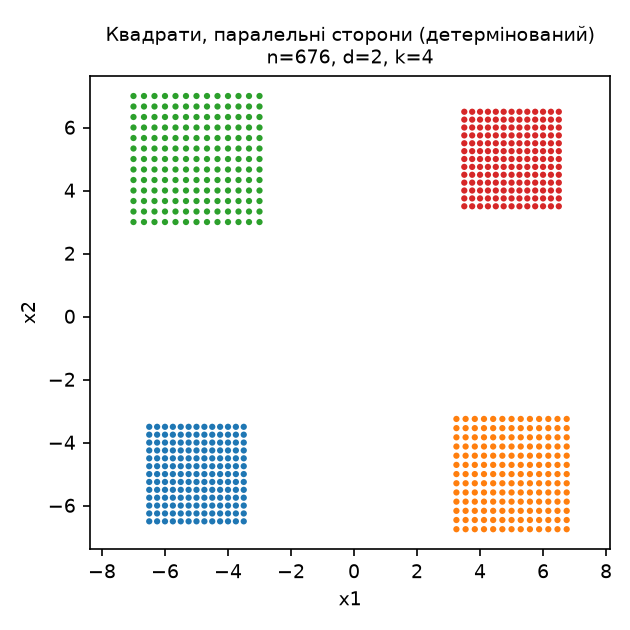 Квадрати, паралельні сторони (детермінований)
n=676, d=2, k=4
6
4
2
0
−2
−4
−6
x2
−8 −6 −4 −2 0 2 4 6 8
x1